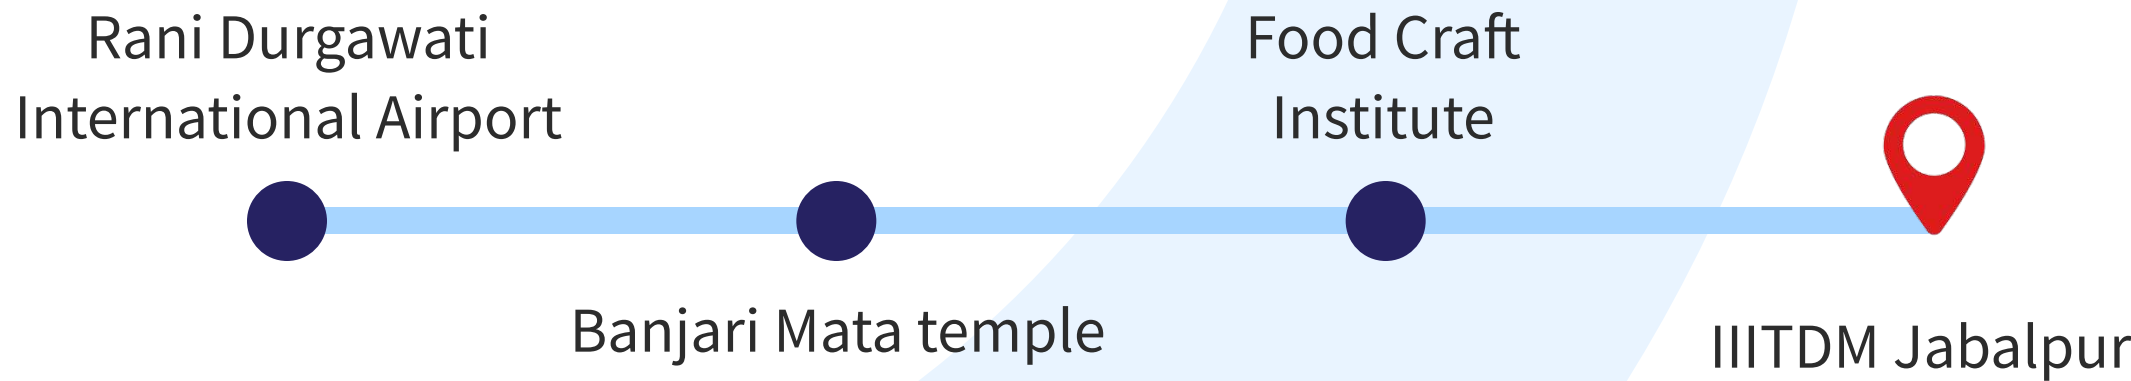 Rani Durgawati
International Airport
Banjari Mata temple
Food Craft
Institute
IIITDM Jabalpur